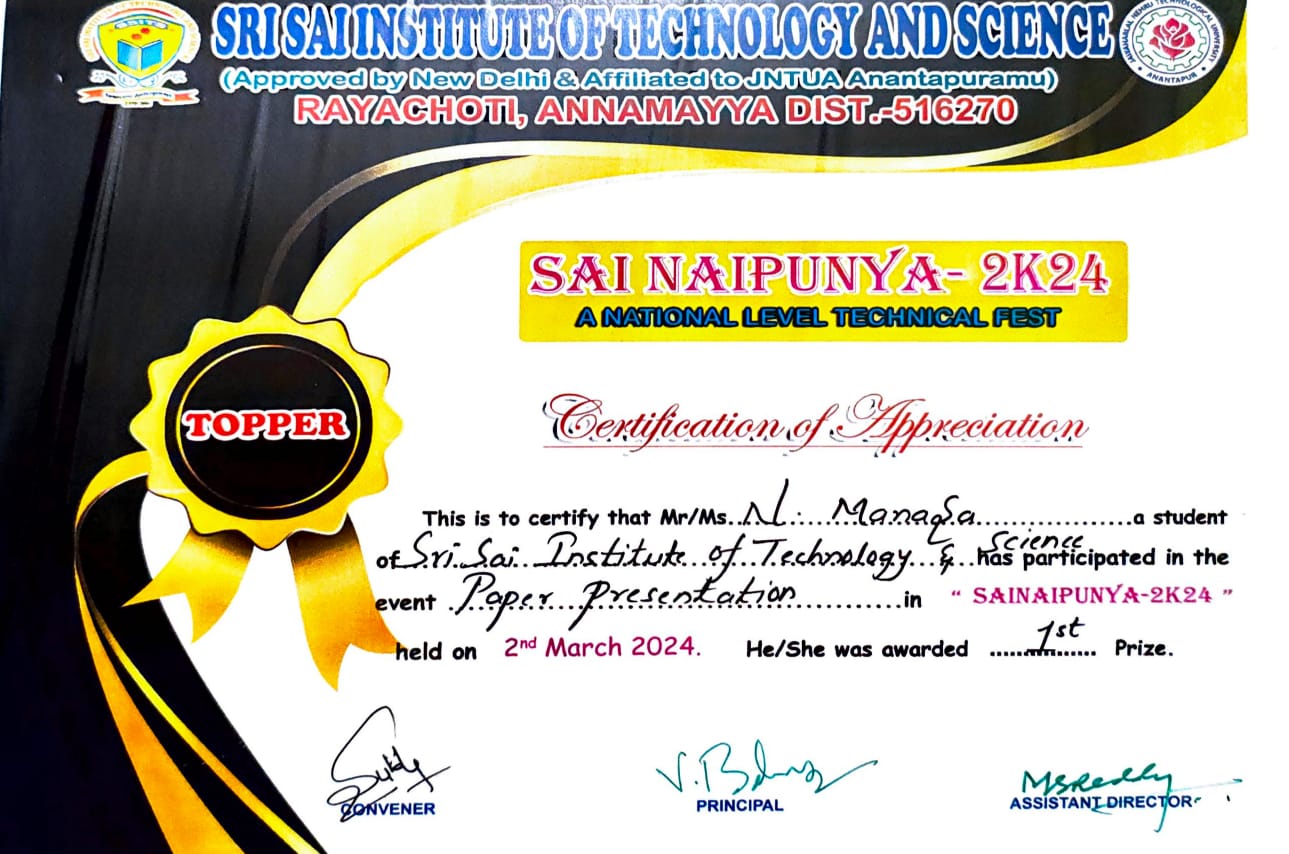 SRI SAI INSTITUTE OF TECHNOLOGY AND SCIENCE
(Approved by New Delhi & Affiliated to JNTUA Anantapuramu)
RAYACHOTI, ANNAMAYYA DIST.-516270
SAI NAIPUNYA- 2K24
A NATIONAL LEVEL TECHNICAL FEST
TOPPER
Certification of Appreciation
This is to certify that Mr/Ms. N. Manasa a student
of Sri Sai Institute of Technology & Science has participated in the
event Paper Presentation in " SAINAIPUNYA-2K24 "
held on 2nd March 2024. He/She was awarded 1st Prize.
MSReddy
CONVENER PRINCIPAL ASSISTANT DIRECTOR